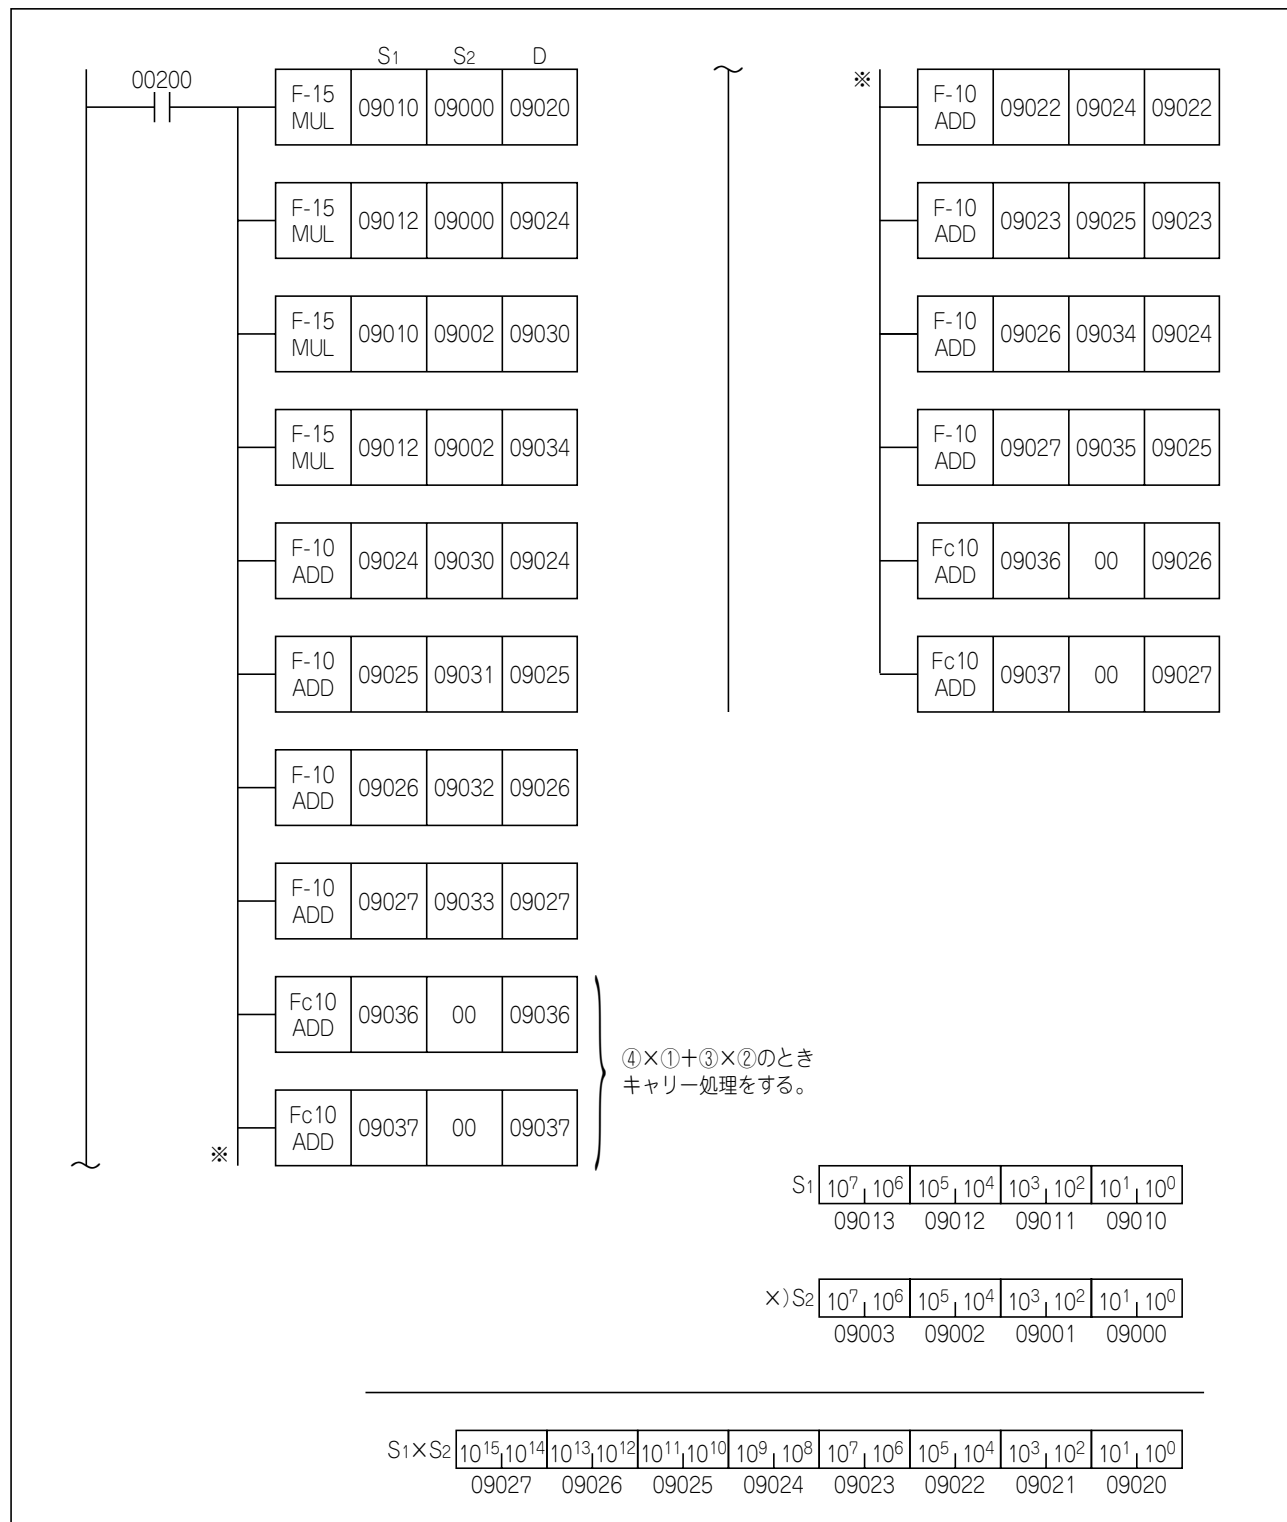 S1 S2 D
00200
F-15 MUL 09010 09000 09020
F-15 MUL 09012 09000 09024
F-15 MUL 09010 09002 09030
F-15 MUL 09012 09002 09034
F-10 ADD 09024 09030 09024
F-10 ADD 09025 09031 09025
F-10 ADD 09026 09032 09026
F-10 ADD 09027 09033 09027
Fc10 ADD 09036 00 09036
Fc10 ADD 09037 00 09037
※
④×①+③×②のとき
キャリー処理をする。
※
F-10 ADD 09022 09024 09022
F-10 ADD 09023 09025 09023
F-10 ADD 09026 09034 09024
F-10 ADD 09027 09035 09025
Fc10 ADD 09036 00 09026
Fc10 ADD 09037 00 09027
S1 10⁷ 10⁶ 10⁵ 10⁴ 10³ 10² 10¹ 10⁰
09013 09012 09011 09010
×)S2 10⁷ 10⁶ 10⁵ 10⁴ 10³ 10² 10¹ 10⁰
09003 09002 09001 09000
S1×S2 10¹⁵ 10¹⁴ 10¹³ 10¹² 10¹¹ 10¹⁰ 10⁹ 10⁸ 10⁷ 10⁶ 10⁵ 10⁴ 10³ 10² 10¹ 10⁰
09027 09026 09025 09024 09023 09022 09021 09020